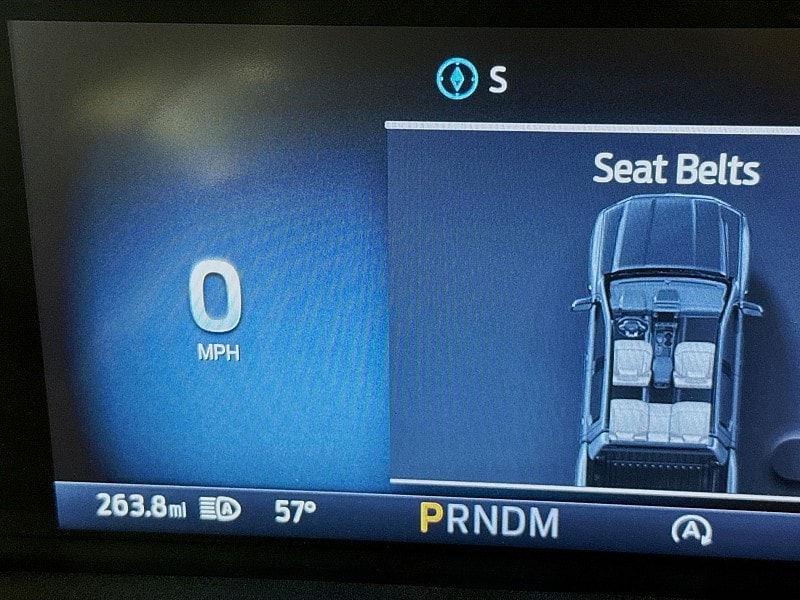 S
Seat Belts
0
MPH
263.8mi A 57° PRNDM A